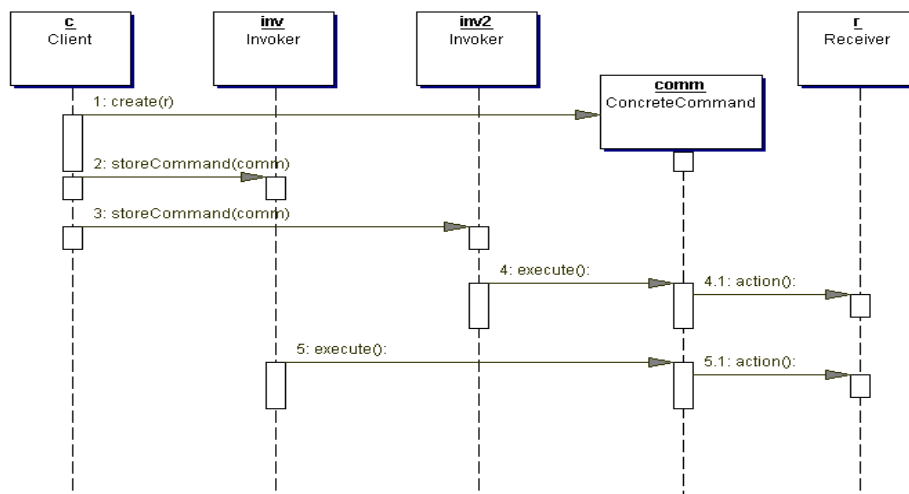 c
Client
inv
Invoker
inv2
Invoker
r
Receiver
comm
ConcreteCommand
1: create(r)
2: storeCommand(comm)
3: storeCommand(comm)
4: execute():
4.1: action():
5: execute():
5.1: action():